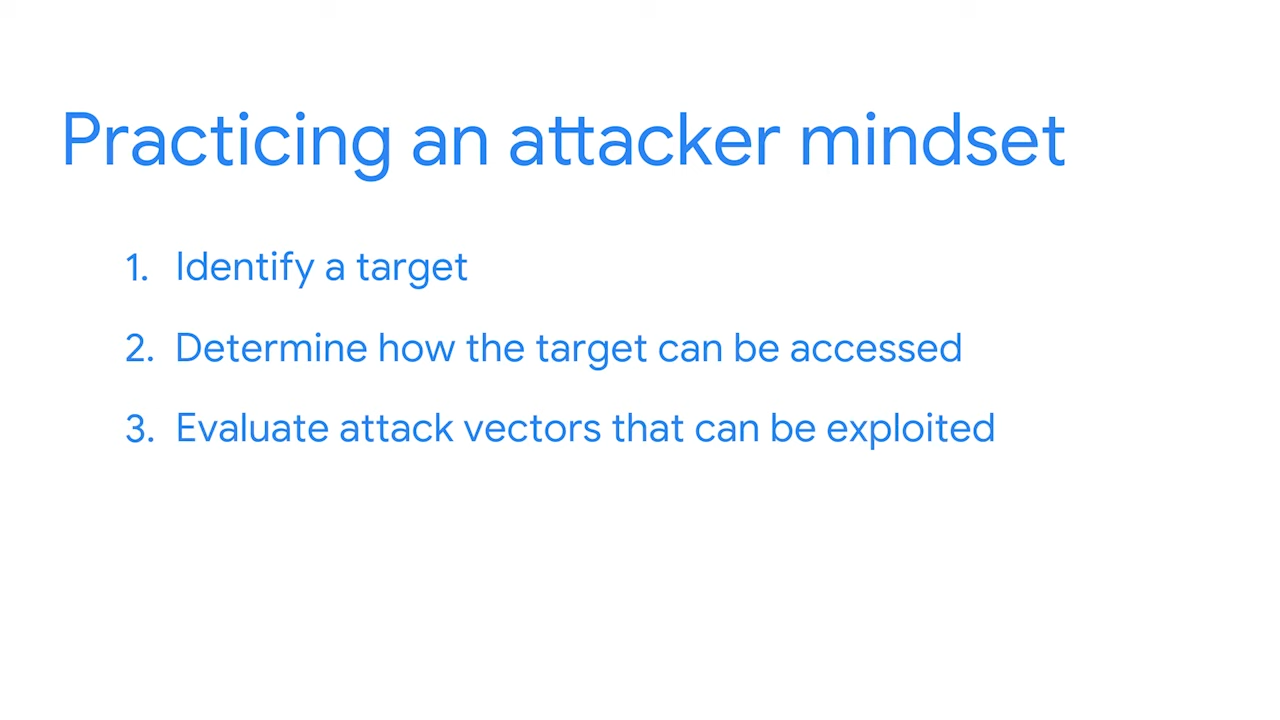 Practicing an attacker mindset
1. Identify a target
2. Determine how the target can be accessed
3. Evaluate attack vectors that can be exploited